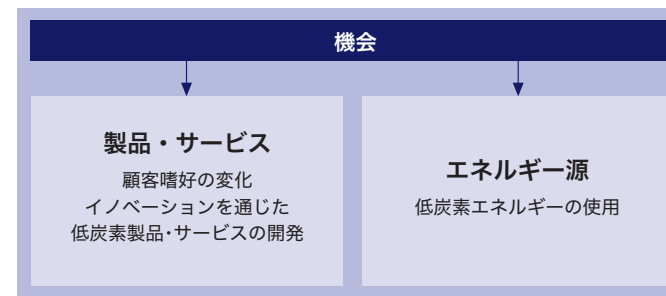 機会
製品・サービス
顧客嗜好の変化
イノベーションを通じた
低炭素製品・サービスの開発
エネルギー源
低炭素エネルギーの使用